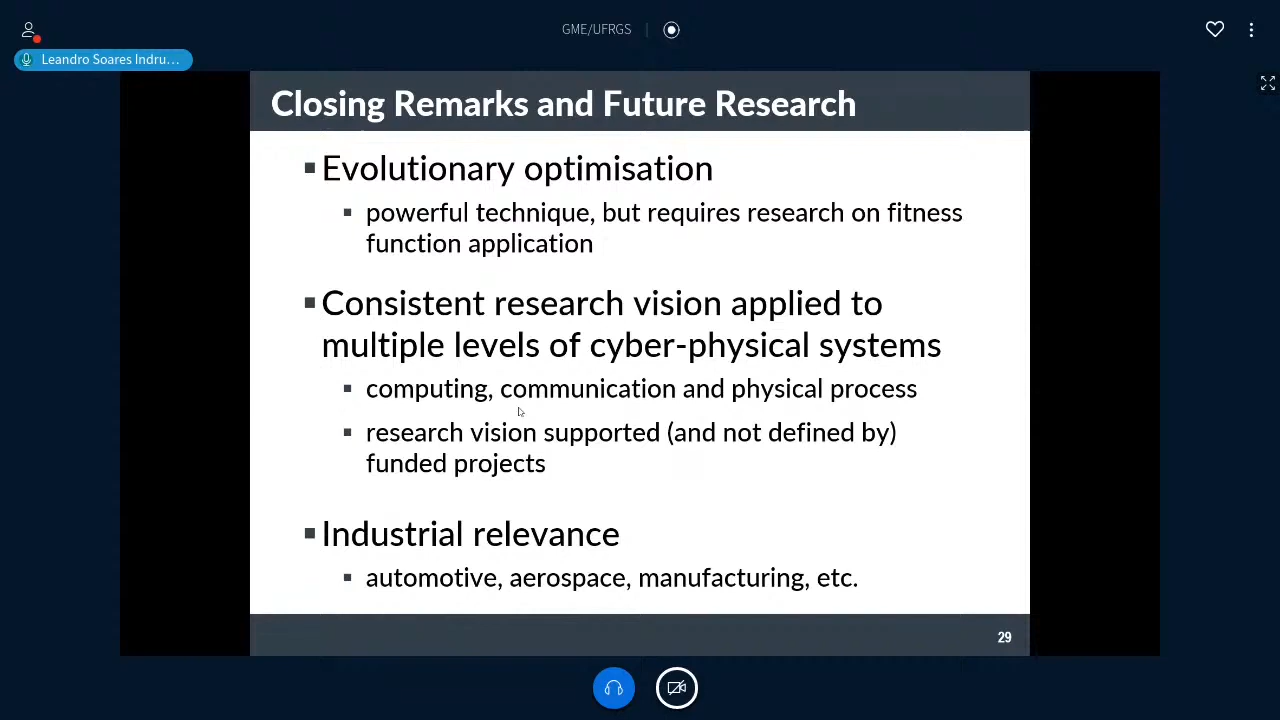 GME/UFRGS
Leandro Soares Indru…
Closing Remarks and Future Research
Evolutionary optimisation
powerful technique, but requires research on fitness
function application
Consistent research vision applied to
multiple levels of cyber-physical systems
computing, communication and physical process
research vision supported (and not defined by)
funded projects
Industrial relevance
automotive, aerospace, manufacturing, etc.
29